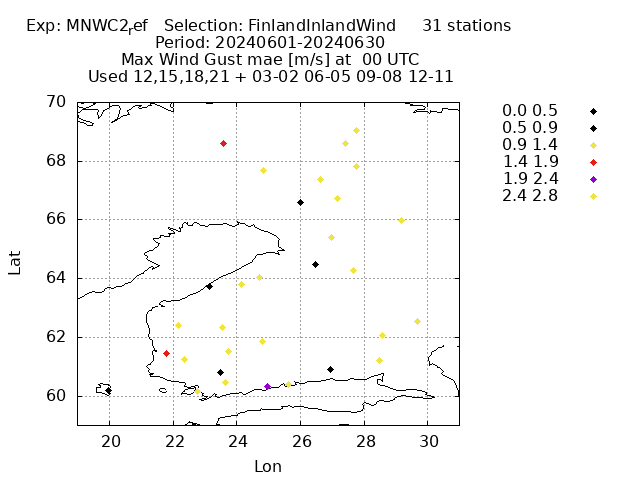 Exp: MNWC2ref Selection: FinlandInlandWind 31 stations
Period: 20240601-20240630
Max Wind Gust mae [m/s] at 00 UTC
Used 12,15,18,21 + 03-02 06-05 09-08 12-11
0.0 0.5
0.5 0.9
0.9 1.4
1.4 1.9
1.9 2.4
2.4 2.8
70
68
66
64
62
60
Lat
20 22 24 26 28 30
Lon